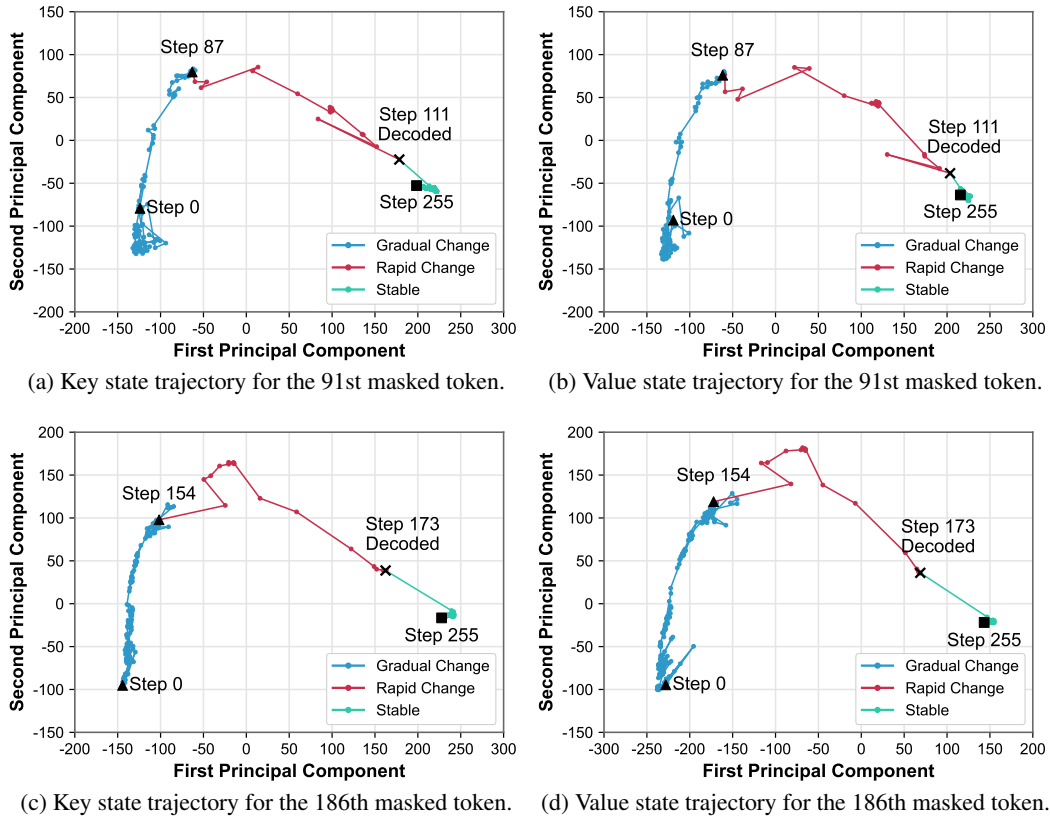 150
100
50
0
-50
-100
-150
-200
-200 -150 -100 -50 0 50 100 150 200 250 300
Second Principal Component
First Principal Component
Step 87
Step 111
Decoded
Step 0
Step 255
Gradual Change
Rapid Change
Stable
(a) Key state trajectory for the 91st masked token.
150
100
50
0
-50
-100
-150
-200
-200 -150 -100 -50 0 50 100 150 200 250 300
Second Principal Component
First Principal Component
Step 87
Step 111
Decoded
Step 0
Step 255
Gradual Change
Rapid Change
Stable
(b) Value state trajectory for the 91st masked token.
200
150
100
50
0
-50
-100
-150
-200 -150 -100 -50 0 50 100 150 200 250 300
Second Principal Component
First Principal Component
Step 154
Step 173
Decoded
Step 0
Step 255
Gradual Change
Rapid Change
Stable
(c) Key state trajectory for the 186th masked token.
200
150
100
50
0
-50
-100
-150
-300 -250 -200 -150 -100 -50 0 50 100 150 200
Second Principal Component
First Principal Component
Step 154
Step 173
Decoded
Step 0
Step 255
Gradual Change
Rapid Change
Stable
(d) Value state trajectory for the 186th masked token.